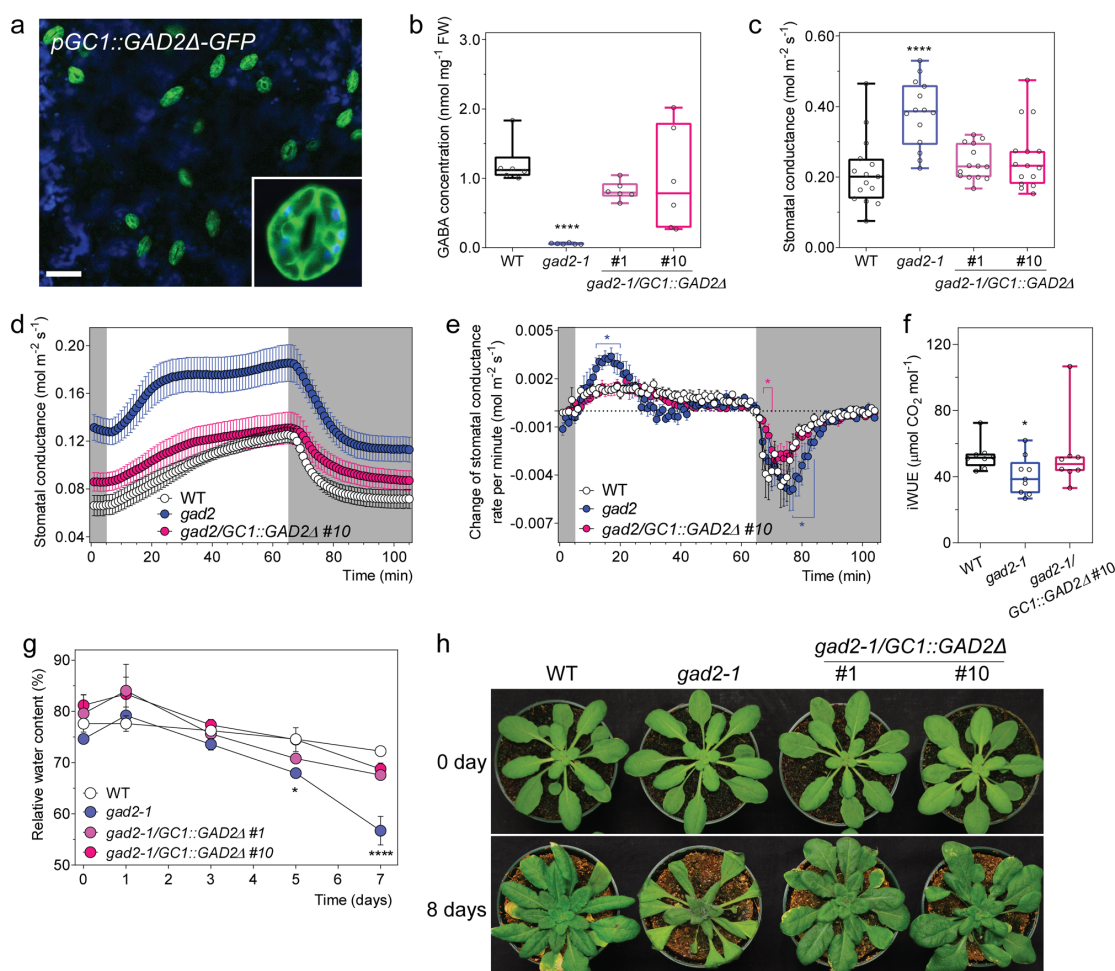 a
pGC1::GAD2Δ-GFP
b
GABA concentration (nmol mg⁻¹ FW)
3.0
2.0
1.0
0.0
****
WT
gad2-1
#1
#10
gad2-1/GC1::GAD2Δ
c
Stomatal conductance (mol m⁻² s⁻¹)
0.60
0.40
0.20
0.00
****
WT
gad2-1
#1
#10
gad2-1/GC1::GAD2Δ
d
Stomatal conductance (mol m⁻² s⁻¹)
0.20
0.16
0.12
0.08
0.04
WT
gad2
gad2/GC1::GAD2Δ #10
0 20 40 60 80 100
Time (min)
e
Change of stomatal conductance
rate per minute (mol m⁻² s⁻¹)
0.005
0.002
-0.001
-0.004
-0.007
*
*
*
WT
gad2
gad2/GC1::GAD2Δ #10
0 20 40 60 80 100
Time (min)
f
iWUE (μmol CO₂ mol⁻¹)
120
80
40
0
*
WT
gad2-1
gad2-1/
GC1::GAD2Δ#10
g
Relative water content (%)
90
80
70
60
50
*
****
WT
gad2-1
gad2-1/GC1::GAD2Δ #1
gad2-1/GC1::GAD2Δ #10
0 1 2 3 4 5 6 7
Time (days)
h
gad2-1/GC1::GAD2Δ
WT gad2-1 #1 #10
0 day
8 days